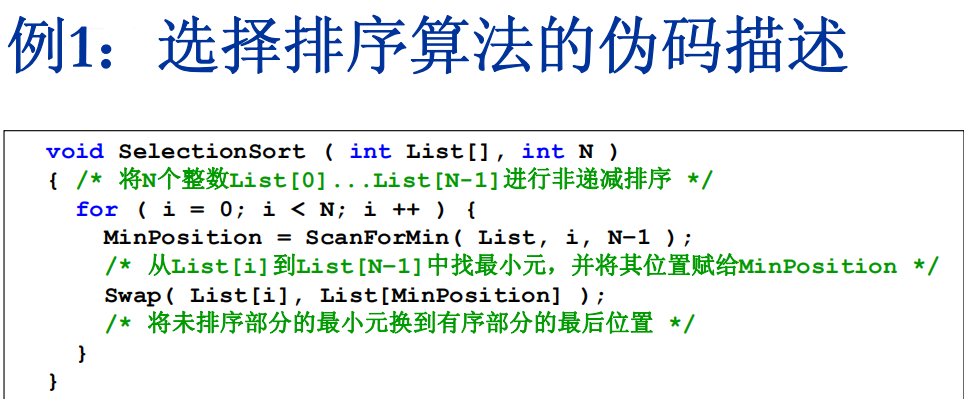 例1：选择排序算法的伪码描述
void SelectionSort ( int List[], int N )
{ /* 将N个整数List[0]...List[N-1]进行非递减排序 */
for ( i = 0; i < N; i ++ ) {
MinPosition = ScanForMin( List, i, N–1 );
/* 从List[i]到List[N–1]中找最小元，并将其位置赋给MinPosition */
Swap( List[i], List[MinPosition] );
/* 将未排序部分的最小元换到有序部分的最后位置 */
}
}